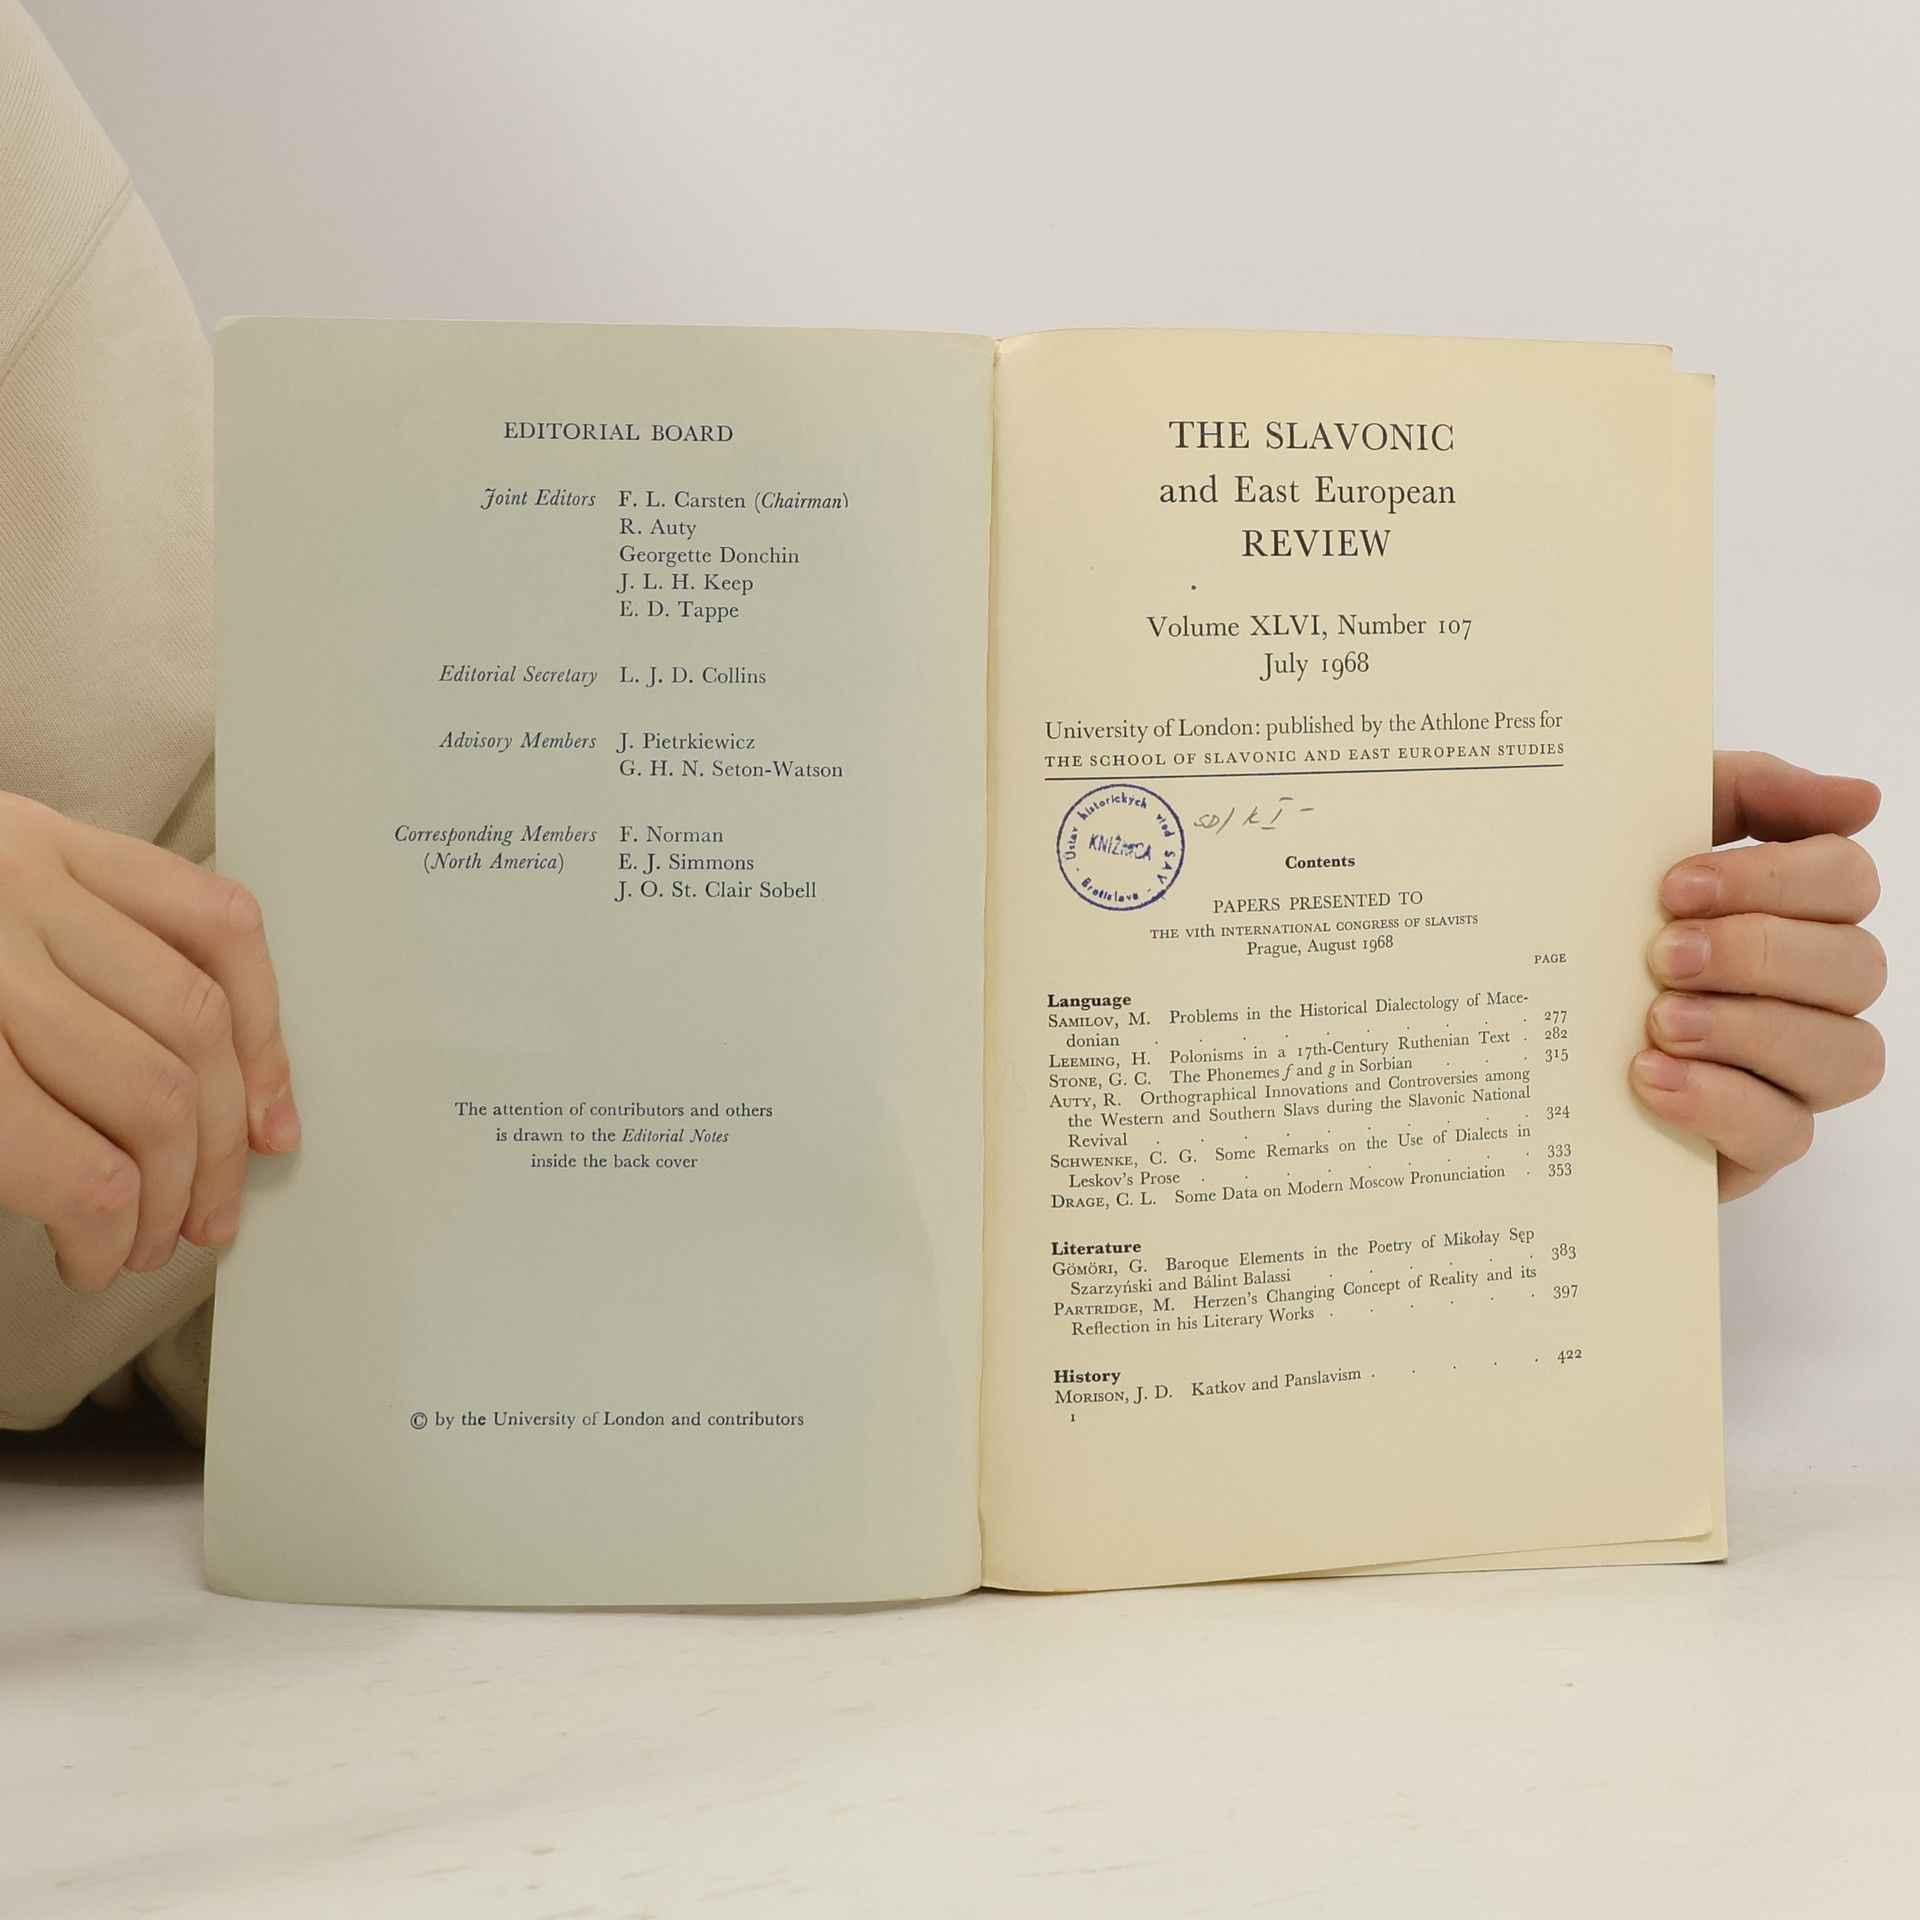 EDITORIAL BOARD
Joint Editors F. L. Carsten (Chairman)
R. Auty
Georgette Donchin
J. L. H. Keep
E. D. Tappe
Editorial Secretary L. J. D. Collins
Advisory Members J. Pietrkiewicz
G. H. N. Seton-Watson
Corresponding Members F. Norman
(North America) E. J. Simmons
J. O. St. Clair Sobell
The attention of contributors and others
is drawn to the Editorial Notes
inside the back cover
© by the University of London and contributors
THE SLAVONIC
and East European
REVIEW
Volume XLVI, Number 107
July 1968
University of London: published by the Athlone Press for
THE SCHOOL OF SLAVONIC AND EAST EUROPEAN STUDIES
Ústav historických vied SAV
KNIŽNICA
- Bratislava -
Contents
PAPERS PRESENTED TO
THE VIth INTERNATIONAL CONGRESS OF SLAVISTS
Prague, August 1968
PAGE
Language
SAMILOV, M. Problems in the Historical Dialectology of Mace-
donian . . . . . . . . . . 277
LEEMING, H. Polonisms in a 17th-Century Ruthenian Text . 282
STONE, G. C. The Phonemes f and g in Sorbian . . . 315
AUTY, R. Orthographical Innovations and Controversies among
the Western and Southern Slavs during the Slavonic National
Revival . . . . . . . . . . 324
SCHWENKE, C. G. Some Remarks on the Use of Dialects in
Leskov's Prose . . . . . . . . . 333
DRAGE, C. L. Some Data on Modern Moscow Pronunciation . 353
Literature
GÖMÖRI, G. Baroque Elements in the Poetry of Mikołay Sęp
Szarzyński and Bálint Balassi . . . . . . 383
PARTRIDGE, M. Herzen's Changing Concept of Reality and its
Reflection in his Literary Works . . . . . . 397
History
MORISON, J. D. Katkov and Panslavism . . . . . 422
1